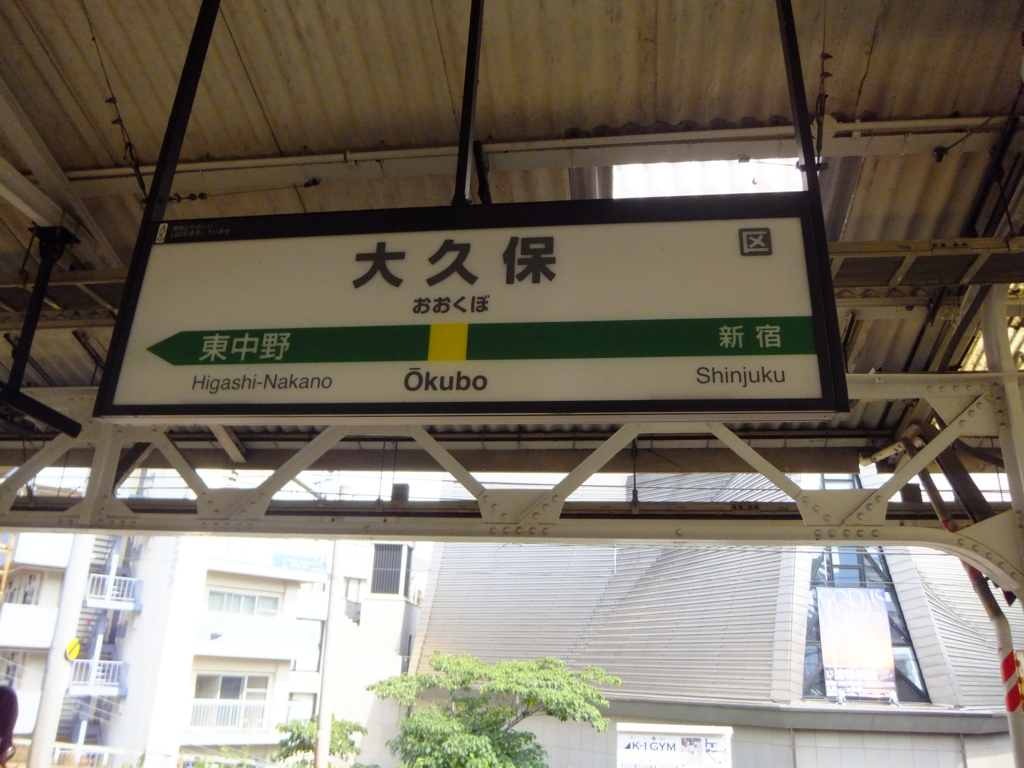 大久保
区
おおくぼ
東中野
新宿
Higashi-Nakano
Ōkubo
Shinjuku
K-1 GYM